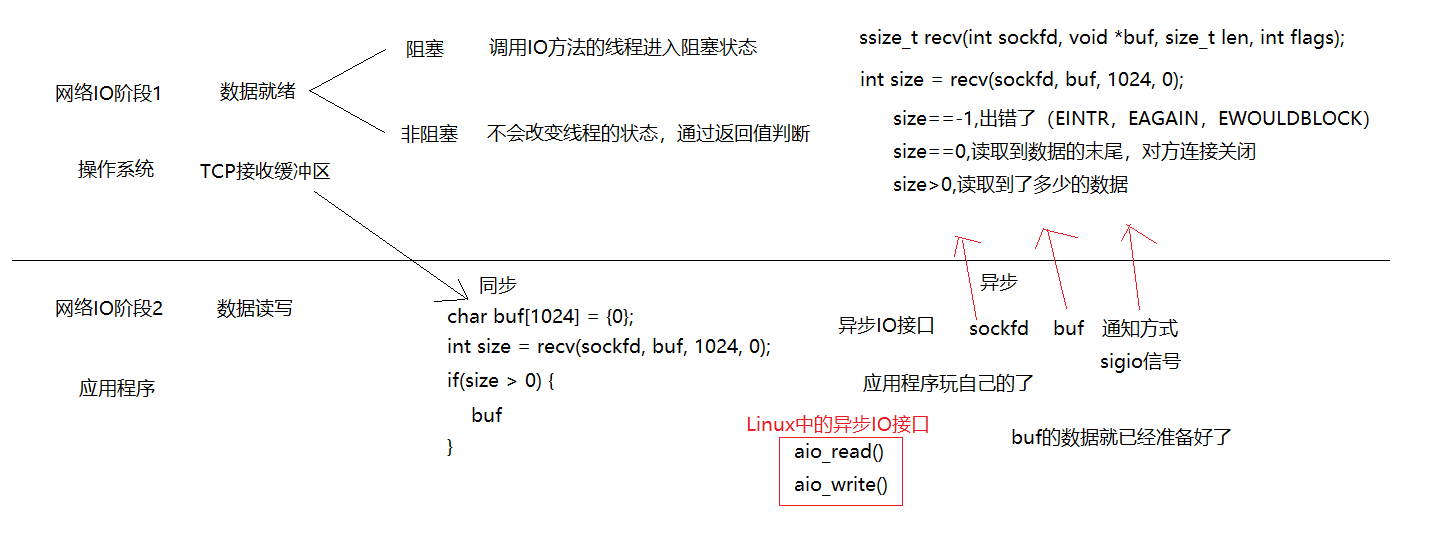 阻塞 调用IO方法的线程进入阻塞状态
ssize_t recv(int sockfd, void *buf, size_t len, int flags);
网络IO阶段1 数据就绪
int size = recv(sockfd, buf, 1024, 0);
size==-1,出错了（EINTR，EAGAIN，EWOULDBLOCK）
非阻塞 不会改变线程的状态，通过返回值判断
size==0,读取到数据的末尾，对方连接关闭
操作系统 TCP接收缓冲区
size>0,读取到了多少的数据
同步
异步
网络IO阶段2 数据读写
char buf[1024] = {0};
异步IO接口 sockfd buf 通知方式
int size = recv(sockfd, buf, 1024, 0);
sigio信号
应用程序
if(size > 0) {
应用程序玩自己的了
buf
Linux中的异步IO接口
buf的数据就已经准备好了
}
aio_read()
aio_write()